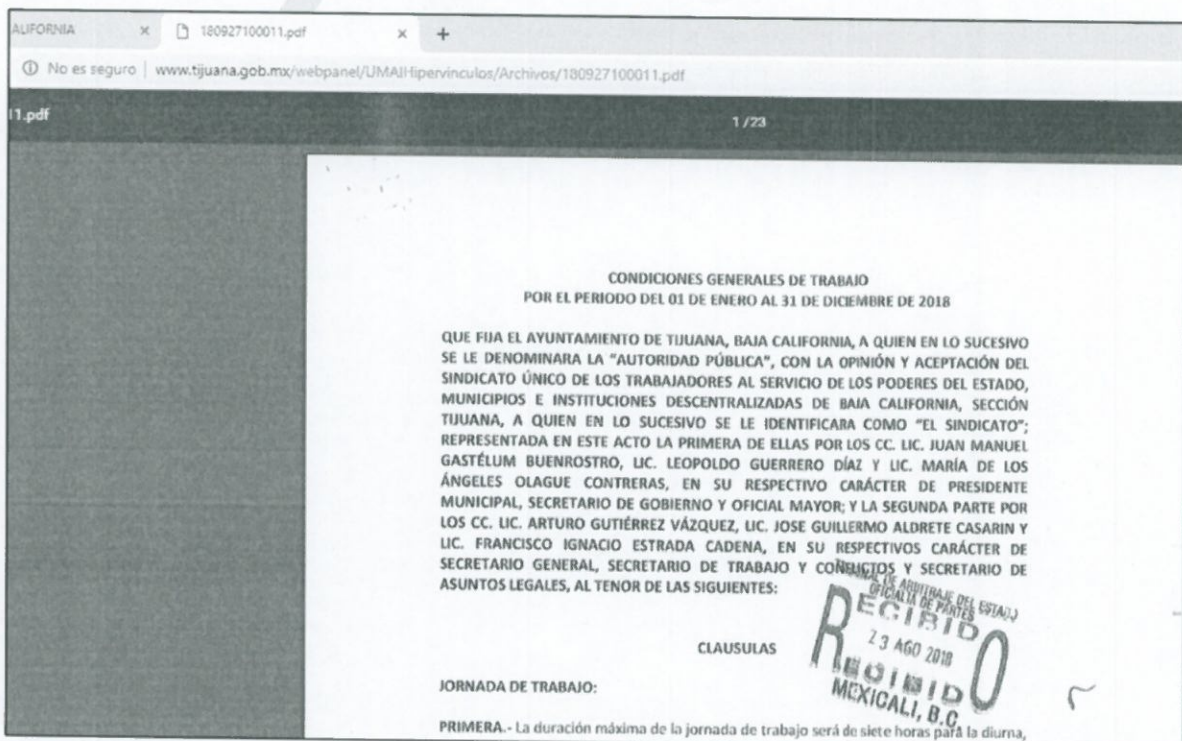 ALIFORNIA × 180927100011.pdf × +
No es seguro | www.tijuana.gob.mx/webpanel/UMAIHipervinculos/Archivos/180927100011.pdf
11.pdf
1 / 23
CONDICIONES GENERALES DE TRABAJO
POR EL PERIODO DEL 01 DE ENERO AL 31 DE DICIEMBRE DE 2018
QUE FIJA EL AYUNTAMIENTO DE TIJUANA, BAJA CALIFORNIA, A QUIEN EN LO SUCESIVO
SE LE DENOMINARA LA "AUTORIDAD PÚBLICA", CON LA OPINIÓN Y ACEPTACIÓN DEL
SINDICATO ÚNICO DE LOS TRABAJADORES AL SERVICIO DE LOS PODERES DEL ESTADO,
MUNICIPIOS E INSTITUCIONES DESCENTRALIZADAS DE BAJA CALIFORNIA, SECCIÓN
TIJUANA, A QUIEN EN LO SUCESIVO SE LE IDENTIFICARA COMO "EL SINDICATO";
REPRESENTADA EN ESTE ACTO LA PRIMERA DE ELLAS POR LOS CC. LIC. JUAN MANUEL
GASTÉLUM BUENROSTRO, LIC. LEOPOLDO GUERRERO DÍAZ Y LIC. MARÍA DE LOS
ÁNGELES OLAGUE CONTRERAS, EN SU RESPECTIVO CARÁCTER DE PRESIDENTE
MUNICIPAL, SECRETARIO DE GOBIERNO Y OFICIAL MAYOR; Y LA SEGUNDA PARTE POR
LOS CC. LIC. ARTURO GUTIÉRREZ VÁZQUEZ, LIC. JOSE GUILLERMO ALDRETE CASARIN Y
LIC. FRANCISCO IGNACIO ESTRADA CADENA, EN SU RESPECTIVOS CARÁCTER DE
SECRETARIO GENERAL, SECRETARIO DE TRABAJO Y CONFLICTOS Y SECRETARIO DE
ASUNTOS LEGALES, AL TENOR DE LAS SIGUIENTES:
TRIBUNAL DE ARBITRAJE DEL ESTADO
OFICIALIA DE PARTES
RECIBIDO
23 AGO 2018
RECIBIDO
MEXICALI, B.C.
CLAUSULAS
JORNADA DE TRABAJO:
PRIMERA.- La duración máxima de la jornada de trabajo será de siete horas para la diurna,